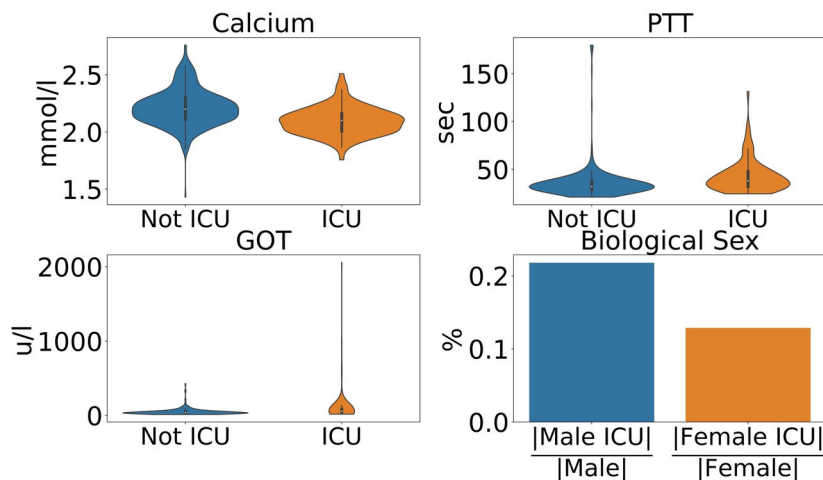 Calcium
mmol/l
2.5
2.0
1.5
Not ICU
ICU
PTT
sec
150
100
50
Not ICU
ICU
GOT
u/l
2000
1000
0
Not ICU
ICU
Biological Sex
%
0.2
0.1
0.0
|Male ICU|
|Male|
|Female ICU|
|Female|